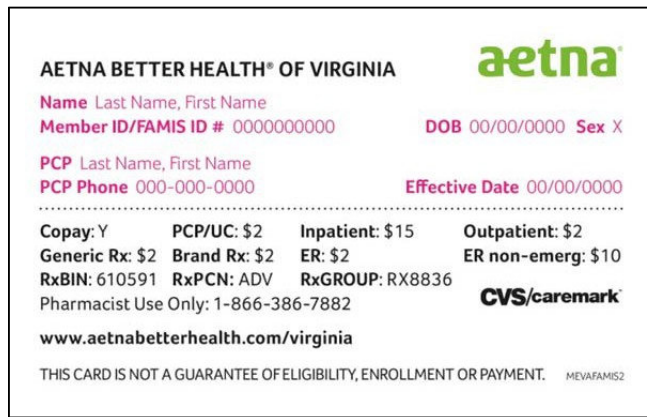 aetna
AETNA BETTER HEALTH® OF VIRGINIA
Name Last Name, First Name
Member ID/FAMIS ID # 0000000000 DOB 00/00/0000 Sex X
PCP Last Name, First Name
PCP Phone 000-000-0000 Effective Date 00/00/0000
Copay: Y PCP/UC: $2 Inpatient: $15 Outpatient: $2
Generic Rx: $2 Brand Rx: $2 ER: $2 ER non-emerg: $10
RxBIN: 610591 RxPCN: ADV RxGROUP: RX8836
Pharmacist Use Only: 1-866-386-7882 CVS/caremark
www.aetnabetterhealth.com/virginia
THIS CARD IS NOT A GUARANTEE OF ELIGIBILITY, ENROLLMENT OR PAYMENT. MEVAFAMIS2